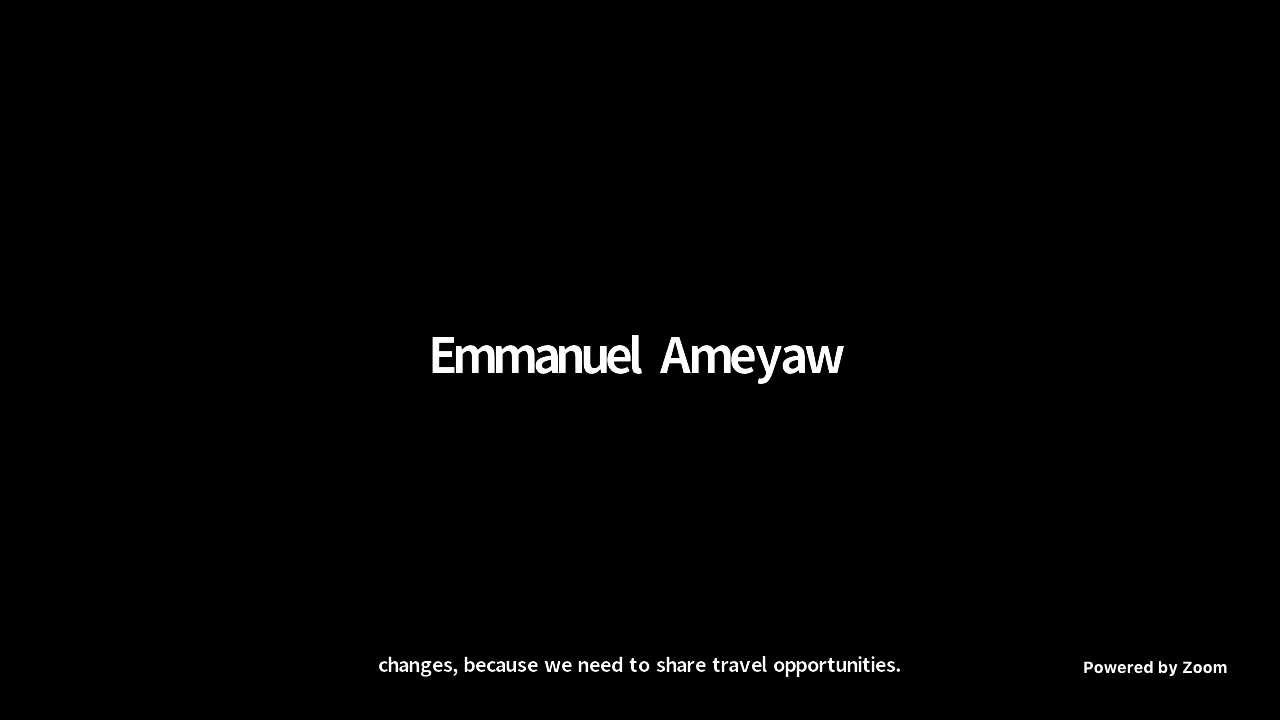 Emmanuel Ameyaw
changes, because we need to share travel opportunities.
Powered by Zoom